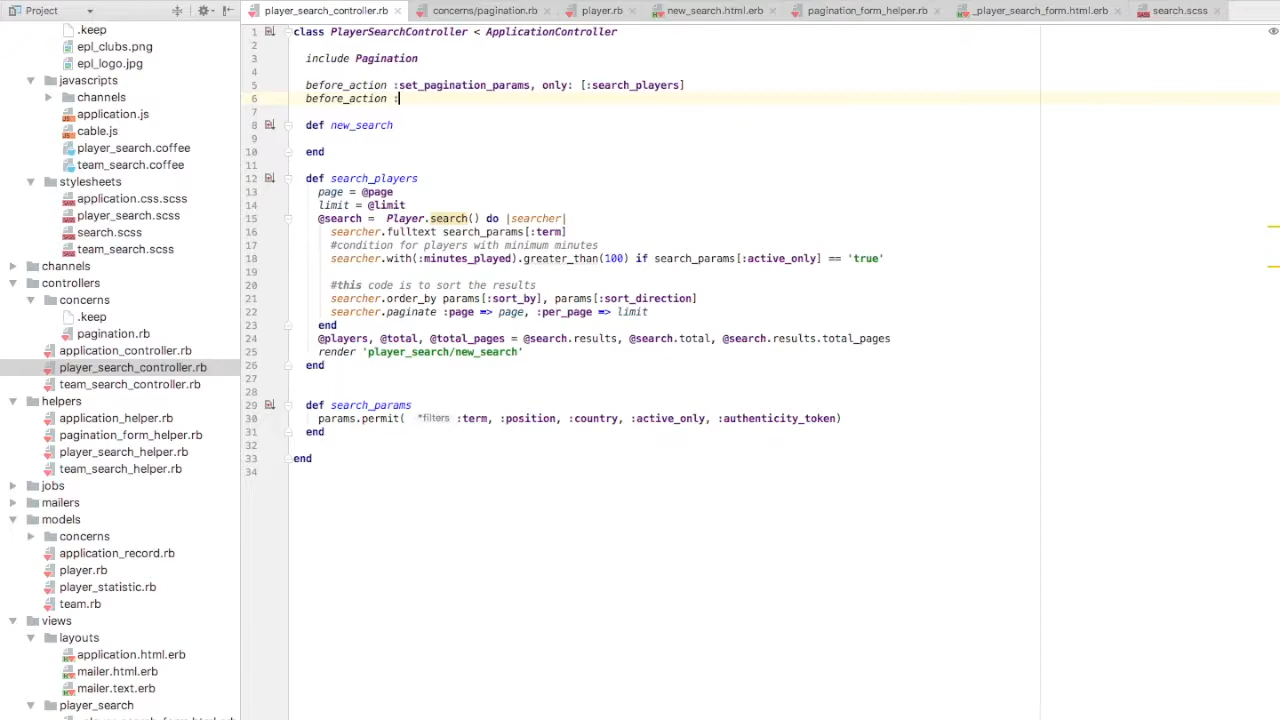 Project
player_search_controller.rb
concerns/pagination.rb
player.rb
new_search.html.erb
pagination_form_helper.rb
_player_search_form.html.erb
search.scss
.keep
epl_clubs.png
epl_logo.jpg
javascripts
channels
application.js
cable.js
player_search.coffee
team_search.coffee
stylesheets
application.css.scss
player_search.scss
search.scss
team_search.scss
channels
controllers
concerns
.keep
pagination.rb
application_controller.rb
player_search_controller.rb
team_search_controller.rb
helpers
application_helper.rb
pagination_form_helper.rb
player_search_helper.rb
team_search_helper.rb
jobs
mailers
models
concerns
application_record.rb
player.rb
player_statistic.rb
team.rb
views
layouts
application.html.erb
mailer.html.erb
mailer.text.erb
player_search
1 class PlayerSearchController < ApplicationController
2
3 include Pagination
4
5 before_action :set_pagination_params, only: [:search_players]
6 before_action :
7
8 def new_search
9
10 end
11
12 def search_players
13 page = @page
14 limit = @limit
15 @search = Player.search() do |searcher|
16 searcher.fulltext search_params[:term]
17 #condition for players with minimum minutes
18 searcher.with(:minutes_played).greater_than(100) if search_params[:active_only] == 'true'
19
20 #this code is to sort the results
21 searcher.order_by params[:sort_by], params[:sort_direction]
22 searcher.paginate :page => page, :per_page => limit
23 end
24 @players, @total, @total_pages = @search.results, @search.total, @search.results.total_pages
25 render 'player_search/new_search'
26 end
27
28
29 def search_params
30 params.permit( *filters :term, :position, :country, :active_only, :authenticity_token)
31 end
32
33 end
34